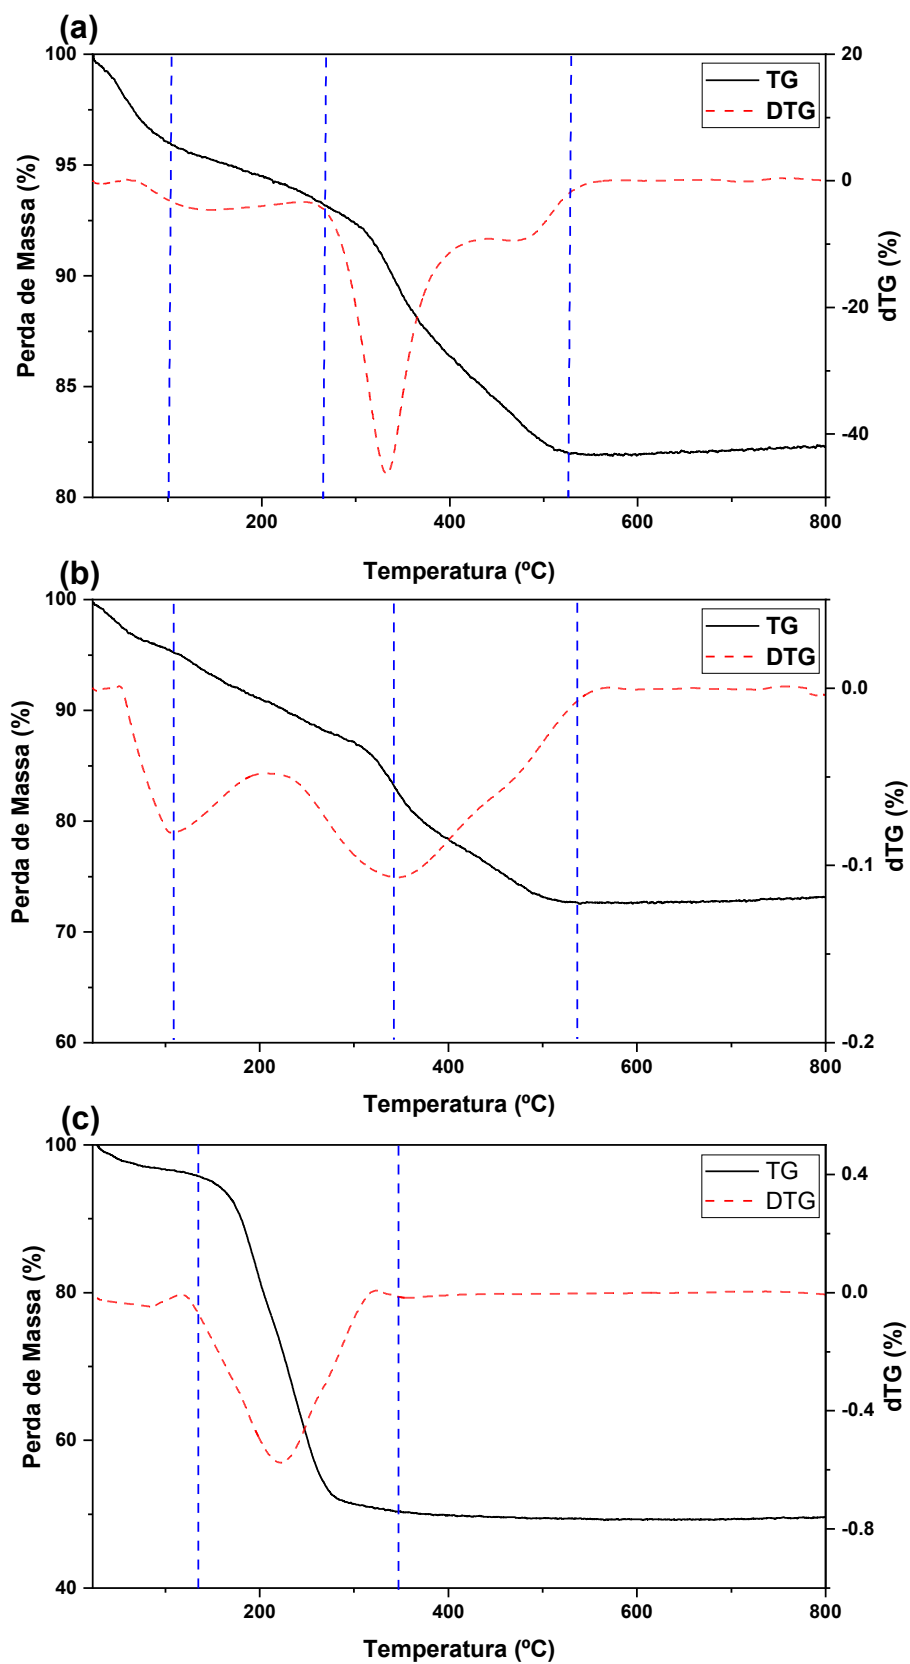 (a)
100
95
90
85
80
Perda de Massa (%)
TG
DTG
20
0
-20
-40
dTG (%)
200
400
600
800
Temperatura (ºC)
(b)
100
90
80
70
60
Perda de Massa (%)
TG
DTG
0.0
-0.1
-0.2
dTG (%)
200
400
600
800
Temperatura (ºC)
(c)
100
80
60
40
Perda de Massa (%)
TG
DTG
0.4
0.0
-0.4
-0.8
dTG (%)
200
400
600
800
Temperatura (ºC)